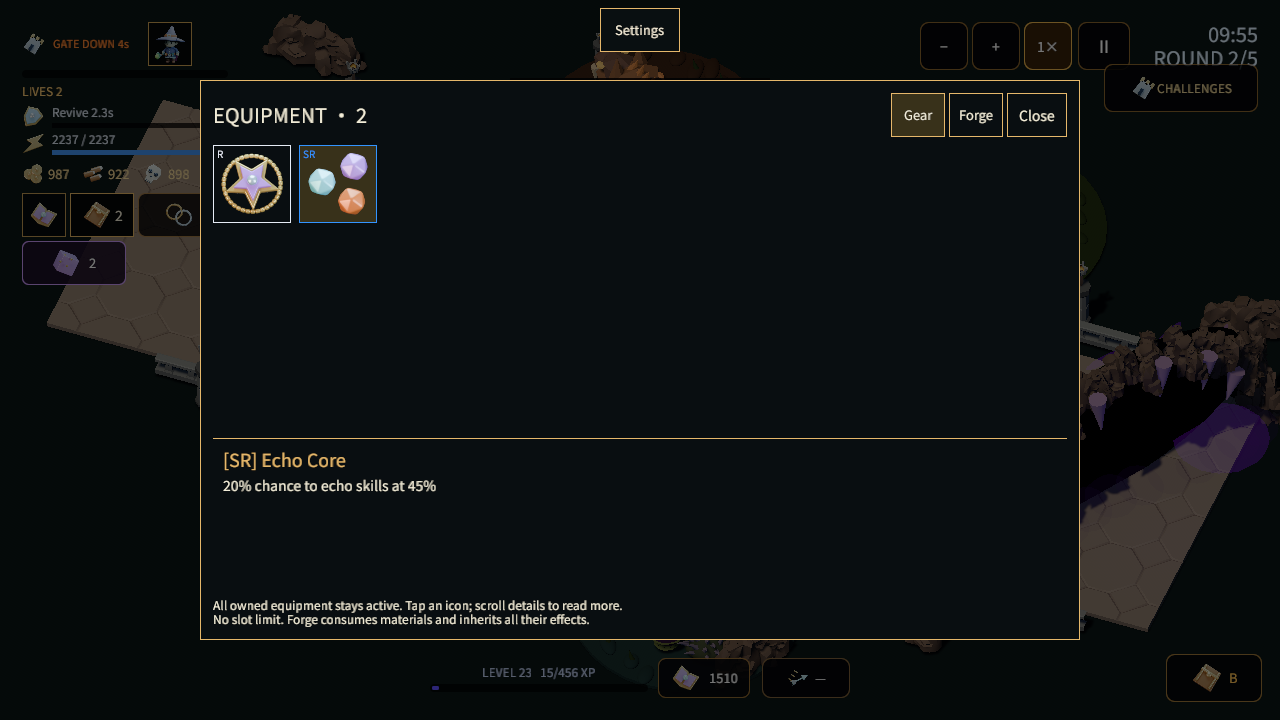 Settings
GATE DOWN 4s
LIVES 2
Revive 2.3s
2237 / 2237
987
922
898
2
2
−
+
1×
09:55
ROUND 2/5
CHALLENGES
EQUIPMENT · 2
Gear
Forge
Close
R
SR
[SR] Echo Core
20% chance to echo skills at 45%
All owned equipment stays active. Tap an icon; scroll details to read more.
No slot limit. Forge consumes materials and inherits all their effects.
LEVEL 23 15/456 XP
1510
—
B